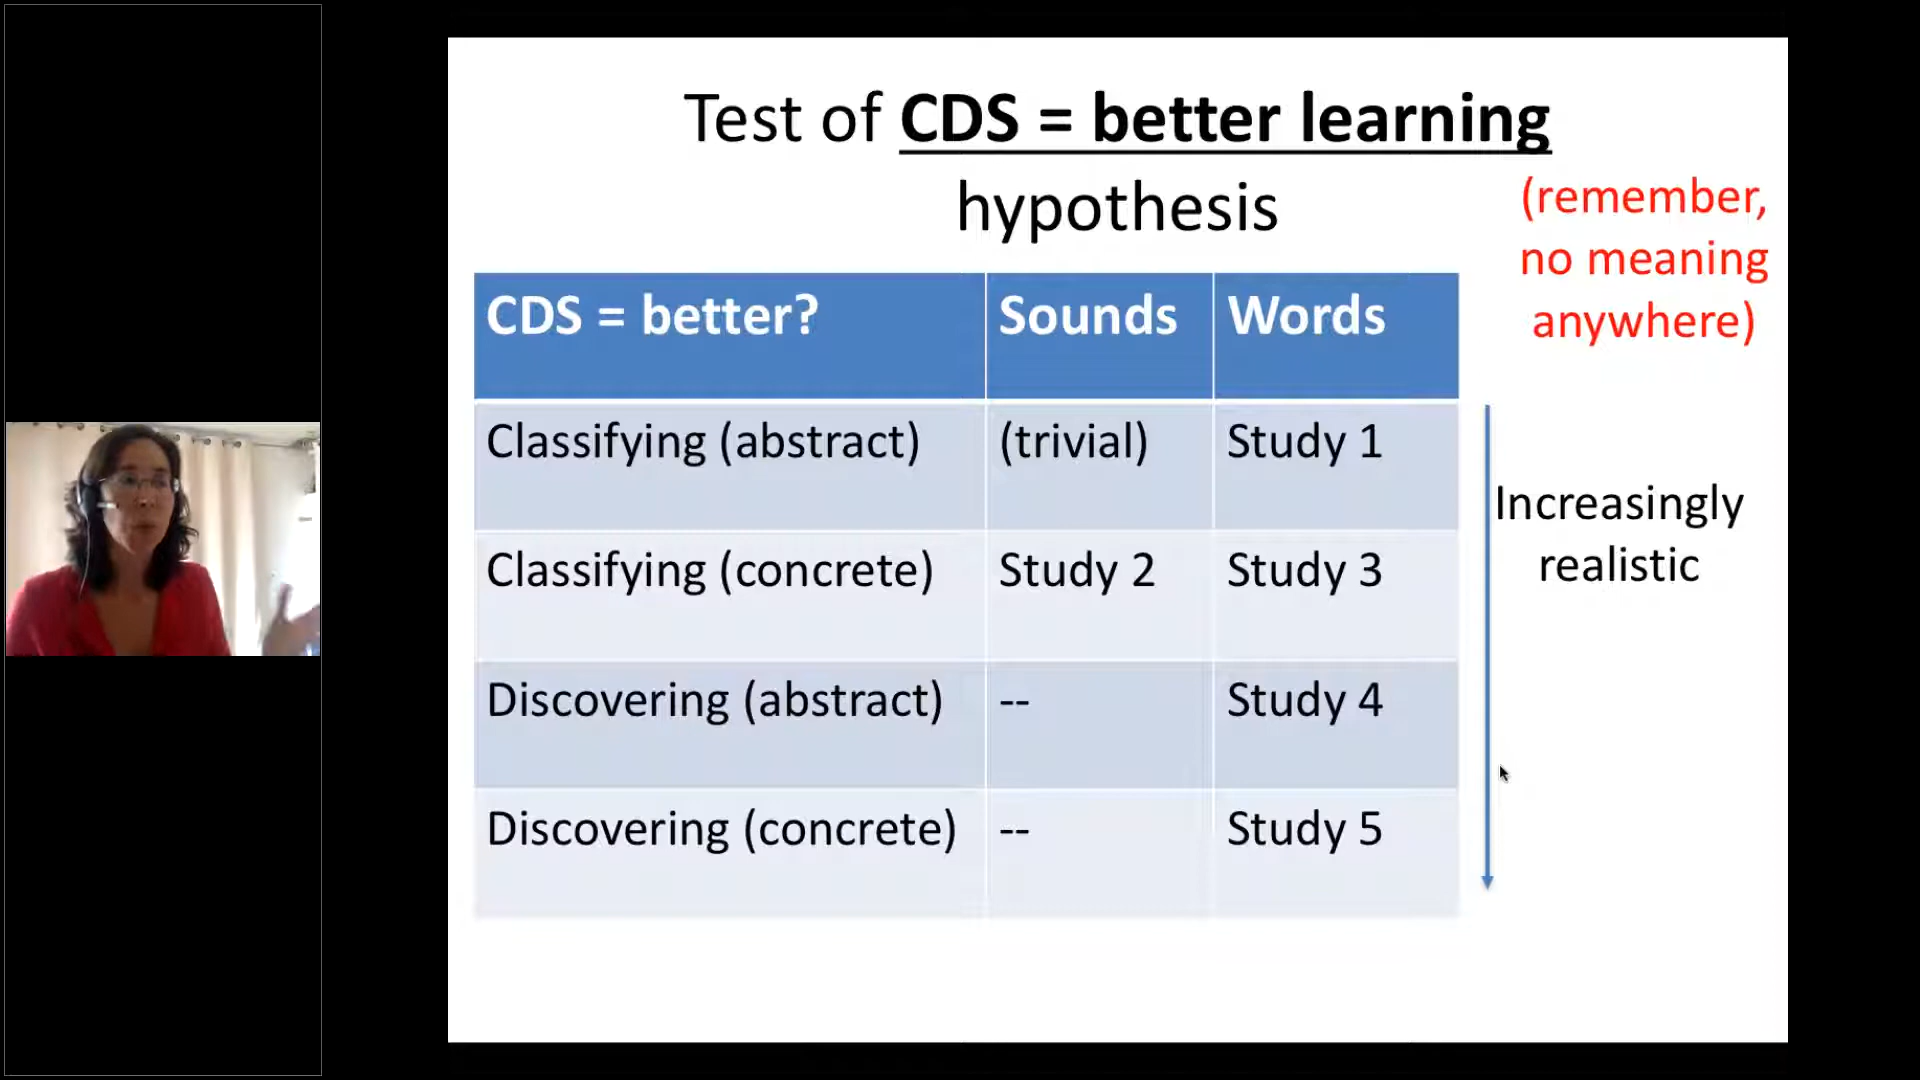 Test of CDS = better learning
hypothesis
(remember,
no meaning
anywhere)
CDS = better? Sounds Words
Classifying (abstract) (trivial) Study 1
Classifying (concrete) Study 2 Study 3
Discovering (abstract) -- Study 4
Discovering (concrete) -- Study 5
Increasingly
realistic